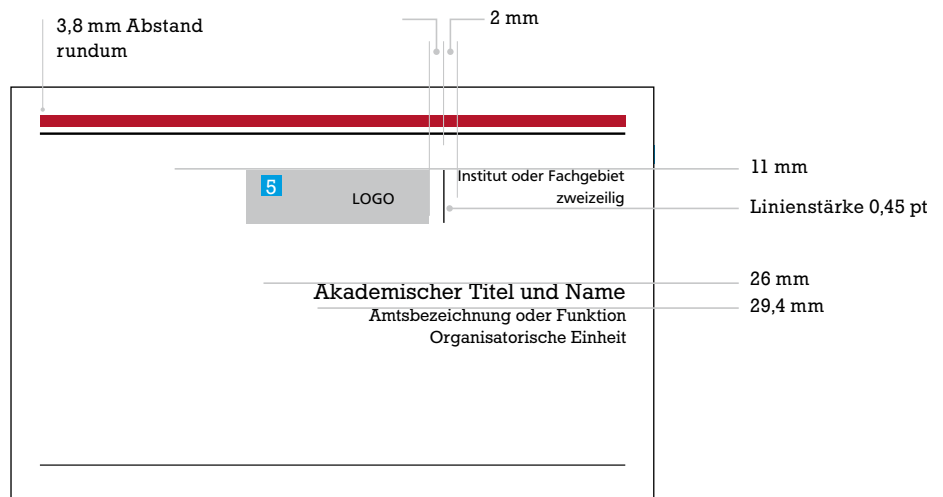 3,8 mm Abstand
rundum
2 mm
11 mm
Institut oder Fachgebiet
zweizeilig
5
LOGO
Linienstärke 0,45 pt
26 mm
Akademischer Titel und Name
29,4 mm
Amtsbezeichnung oder Funktion
Organisatorische Einheit